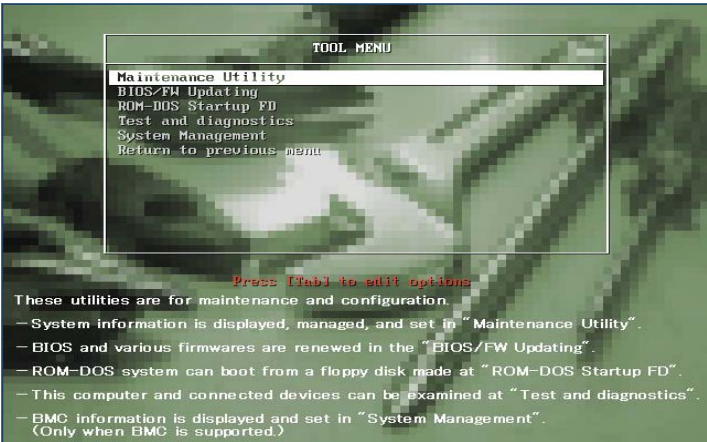 TOOL MENU
Maintenance Utility
BIOS/FW Updating
ROM-DOS Startup FD
Test and diagnostics
System Management
Return to previous menu
Press [Tab] to edit options
These utilities are for maintenance and configuration.
－System information is displayed, managed, and set in "Maintenance Utility".
－BIOS and various firmwares are renewed in the "BIOS/FW Updating".
－ROM-DOS system can boot from a floppy disk made at "ROM-DOS Startup FD".
－This computer and connected devices can be examined at "Test and diagnostics".
－BMC information is displayed and set in "System Management".
(Only when BMC is supported.)